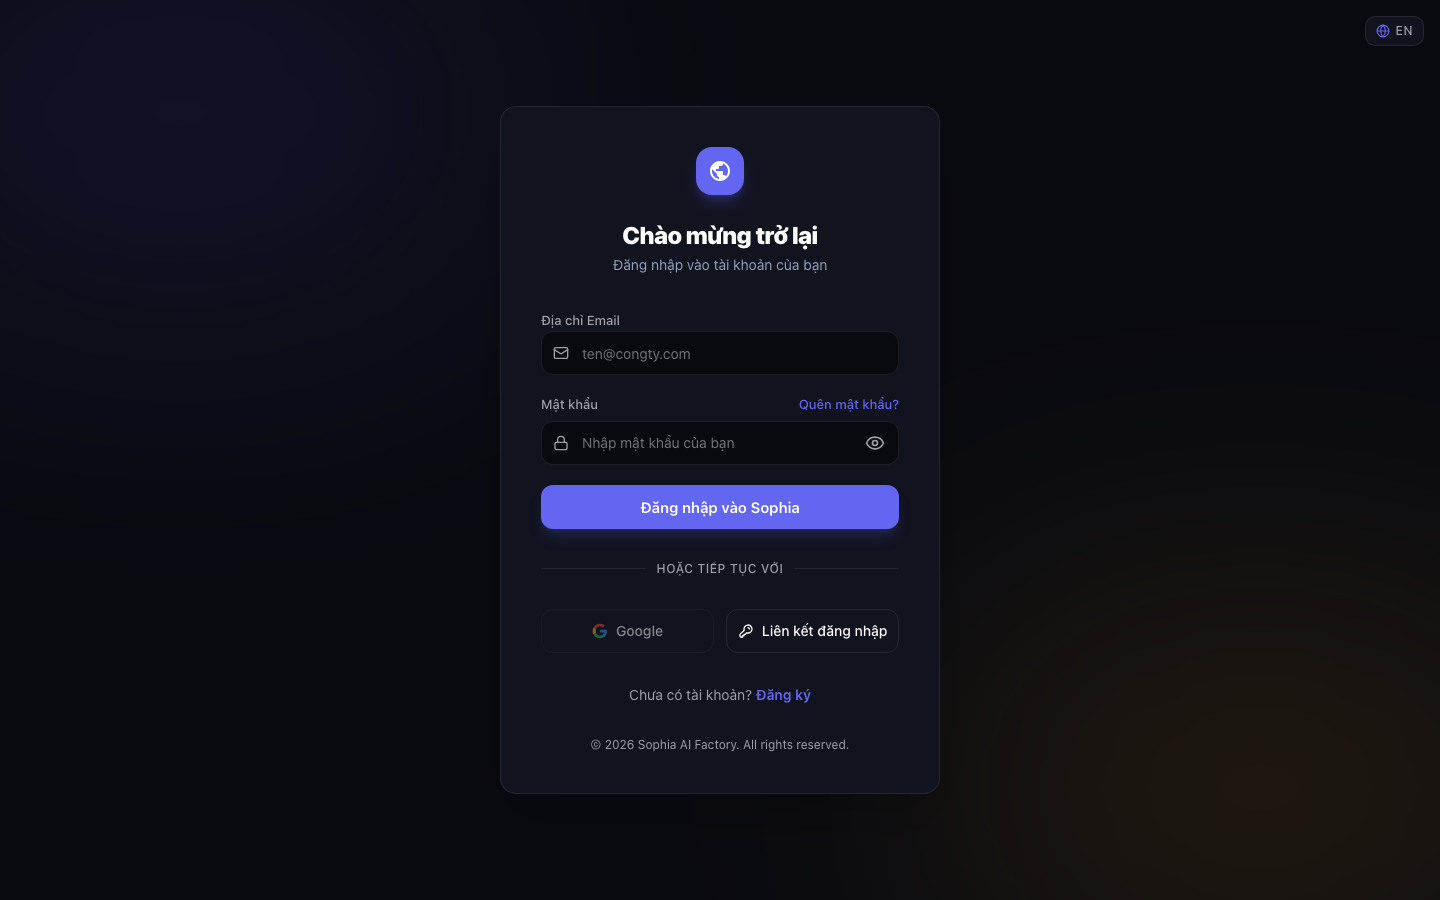 EN
Chào mừng trở lại
Đăng nhập vào tài khoản của bạn
Địa chỉ Email
ten@congty.com
Mật khẩu
Quên mật khẩu?
Nhập mật khẩu của bạn
Đăng nhập vào Sophia
HOẶC TIẾP TỤC VỚI
Google
Liên kết đăng nhập
Chưa có tài khoản? Đăng ký
© 2026 Sophia AI Factory. All rights reserved.